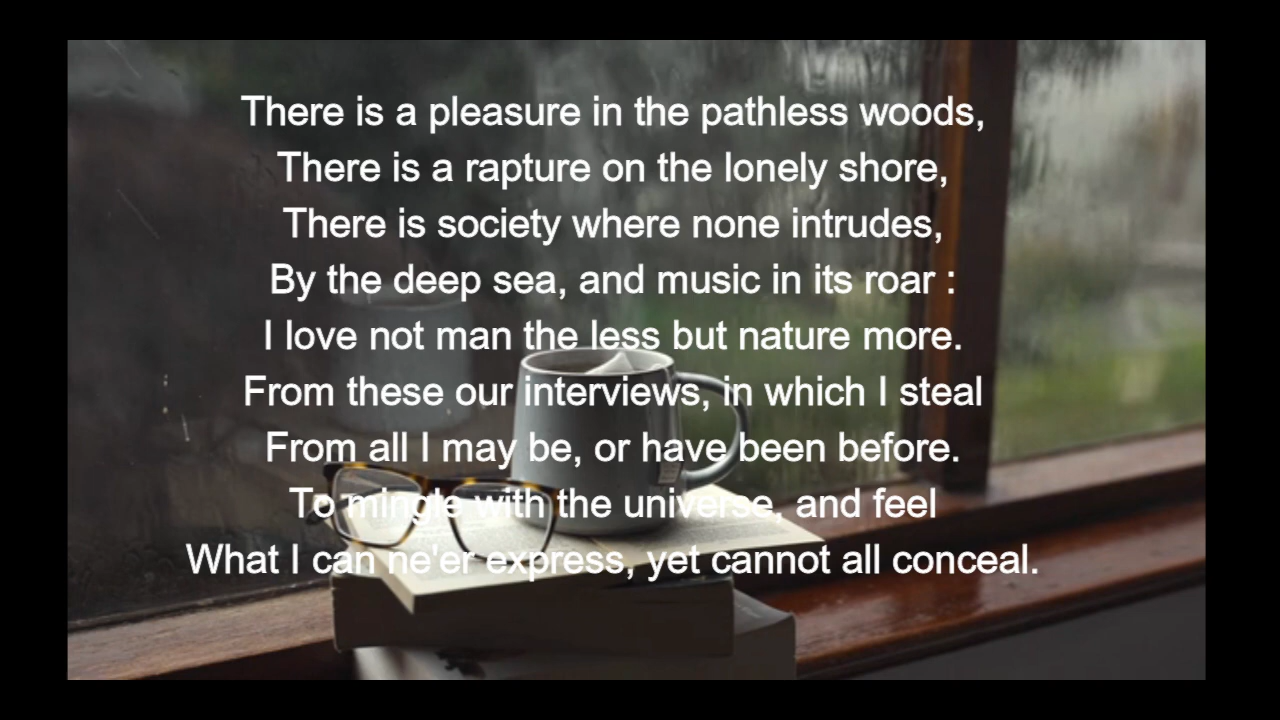 There is a pleasure in the pathless woods,
There is a rapture on the lonely shore,
There is society where none intrudes,
By the deep sea, and music in its roar :
I love not man the less but nature more.
From these our interviews, in which I steal
From all I may be, or have been before.
To mingle with the universe, and feel
What I can ne'er express, yet cannot all conceal.